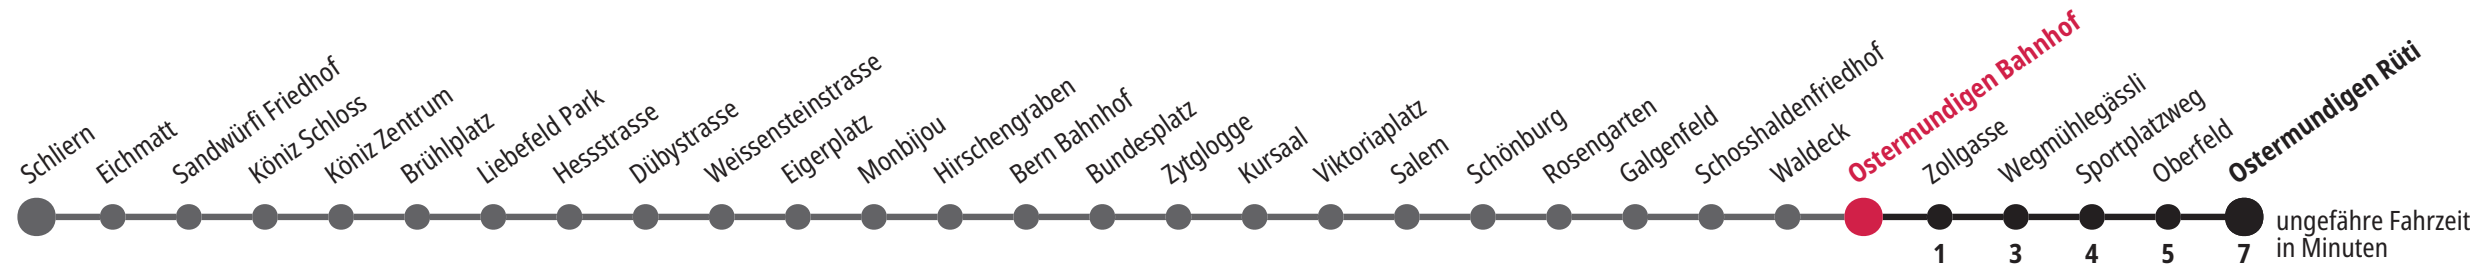 Schliern
Eichmatt
Sandwürfi Friedhof
Köniz Schloss
Köniz Zentrum
Brühlplatz
Liebefeld Park
Hessstrasse
Dübystrasse
Weissensteinstrasse
Eigerplatz
Monbijou
Hirschengraben
Bern Bahnhof
Bundesplatz
Zytglogge
Kursaal
Viktoriaplatz
Salem
Schönburg
Rosengarten
Galgenfeld
Schosshaldenfriedhof
Waldeck
Ostermundigen Bahnhof
Zollgasse
Wegmühlegässli
Sportplatzweg
Oberfeld
Ostermundigen Rüti
1 3 4 5 7
ungefähre Fahrzeit
in Minuten